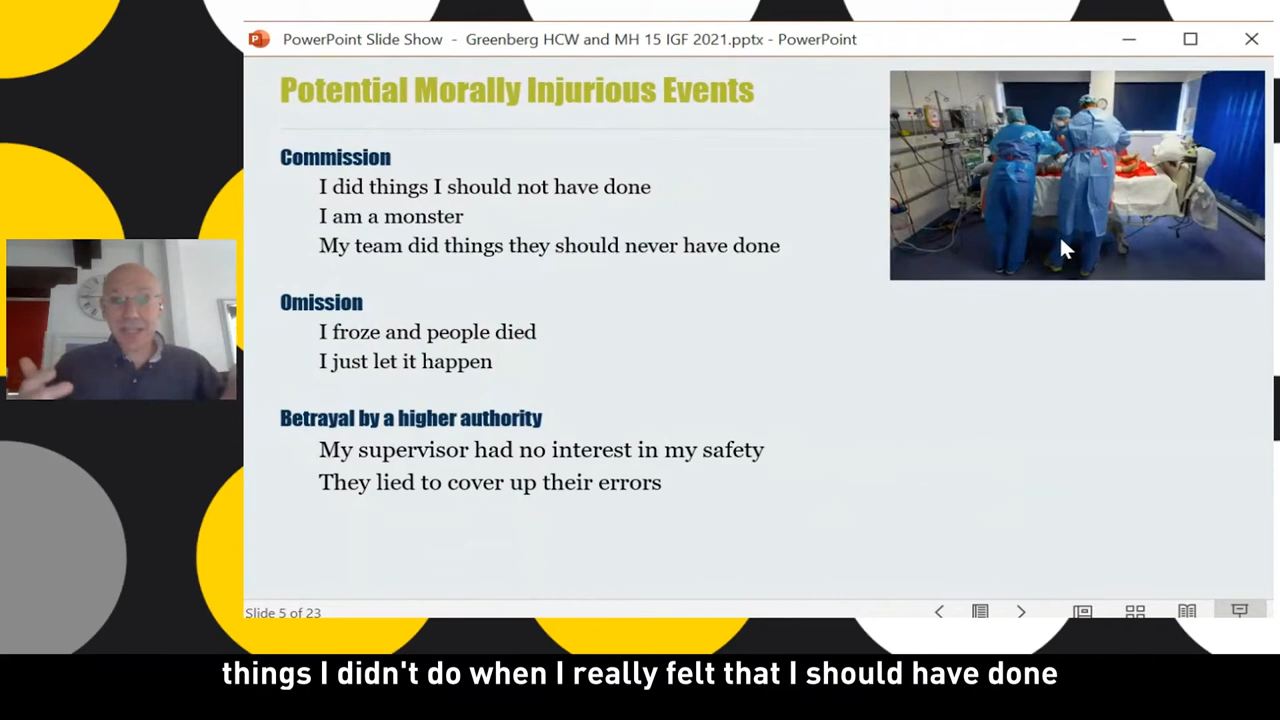 PowerPoint Slide Show - Greenberg HCW and MH 15 IGF 2021.pptx - PowerPoint
Potential Morally Injurious Events
Commission
I did things I should not have done
I am a monster
My team did things they should never have done
Omission
I froze and people died
I just let it happen
Betrayal by a higher authority
My supervisor had no interest in my safety
They lied to cover up their errors
Slide 5 of 23
things I didn't do when I really felt that I should have done